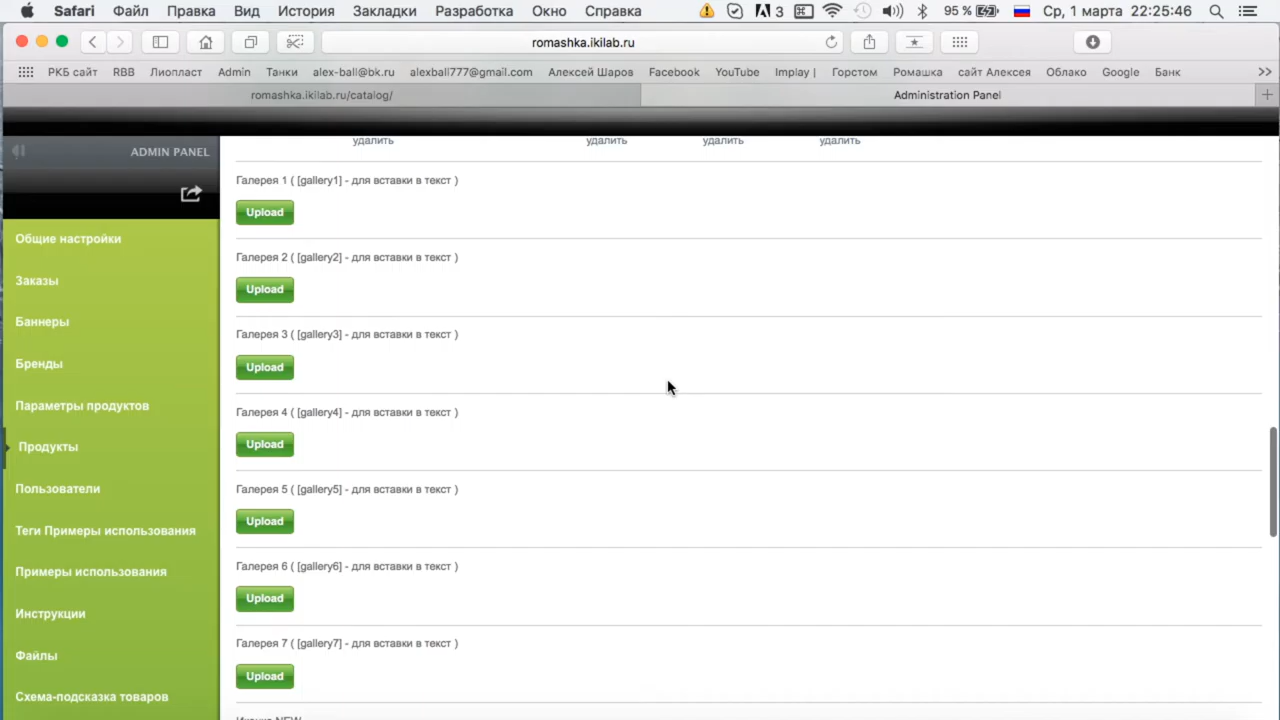 Safari Файл Правка Вид История Закладки Разработка Окно Справка 3 95 % Ср, 1 марта 22:25:46
romashka.ikilab.ru
РКБ сайт RBB Лиопласт Admin Танки alex-ball@bk.ru alexball777@gmail.com Алексей Шаров Facebook YouTube Implay | Горстом Ромашка сайт Алексея Облако Google Банк >>
romashka.ikilab.ru/catalog/ Administration Panel +
ADMIN PANEL
удалить удалить удалить удалить
Галерея 1 ( [gallery1] - для вставки в текст )
Upload
Общие настройки
Галерея 2 ( [gallery2] - для вставки в текст )
Заказы
Upload
Баннеры
Галерея 3 ( [gallery3] - для вставки в текст )
Бренды
Upload
Параметры продуктов
Галерея 4 ( [gallery4] - для вставки в текст )
Продукты
Upload
Пользователи
Галерея 5 ( [gallery5] - для вставки в текст )
Upload
Теги Примеры использования
Галерея 6 ( [gallery6] - для вставки в текст )
Примеры использования
Upload
Инструкции
Галерея 7 ( [gallery7] - для вставки в текст )
Файлы
Upload
Схема-подсказка товаров